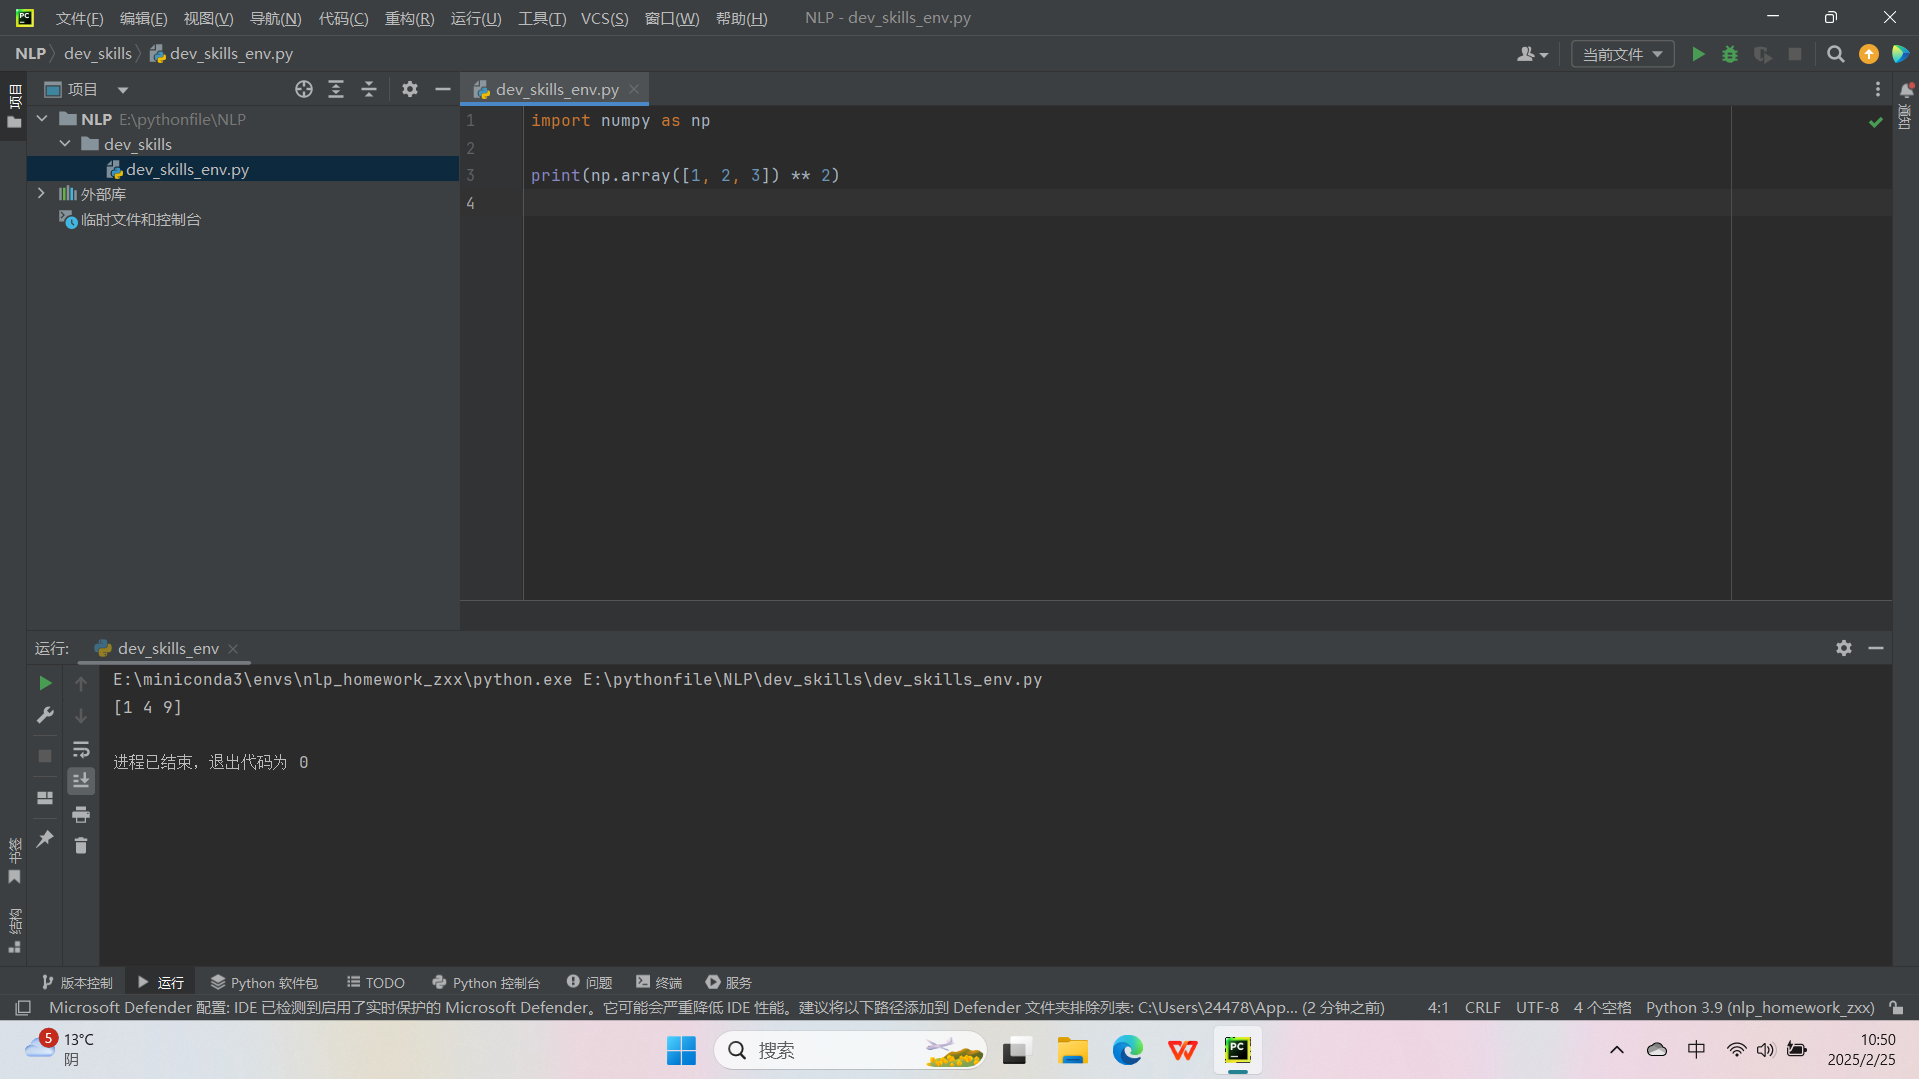 文件(F) 编辑(E) 视图(V) 导航(N) 代码(C) 重构(R) 运行(U) 工具(T) VCS(S) 窗口(W) 帮助(H) NLP - dev_skills_env.py
NLP dev_skills dev_skills_env.py
当前文件
项目
项目
dev_skills_env.py
通知
NLP E:\pythonfile\NLP
dev_skills
dev_skills_env.py
外部库
临时文件和控制台
1 import numpy as np
2
3 print(np.array([1, 2, 3]) ** 2)
4
运行: dev_skills_env
E:\miniconda3\envs\nlp_homework_zxx\python.exe E:\pythonfile\NLP\dev_skills\dev_skills_env.py
[1 4 9]
进程已结束，退出代码为 0
书签
结构
版本控制 运行 Python 软件包 TODO Python 控制台 问题 终端 服务
Microsoft Defender 配置: IDE 已检测到启用了实时保护的 Microsoft Defender。它可能会严重降低 IDE 性能。建议将以下路径添加到 Defender 文件夹排除列表: C:\Users\24478\App... (2 分钟之前) 4:1 CRLF UTF-8 4 个空格 Python 3.9 (nlp_homework_zxx)
5
13°C
阴
搜索
中
10:50
2025/2/25